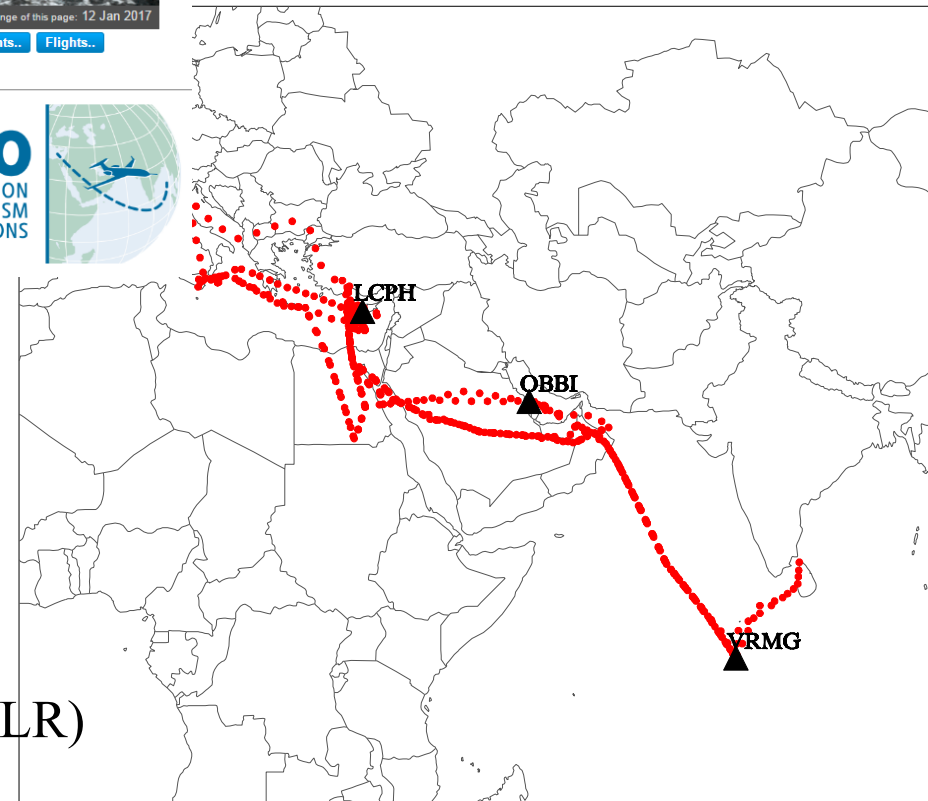 nge of this page: 12 Jan 2017
nts.. Flights..
O
ON
SM
ONS
LCPH
OBBI
VRMG
LR)